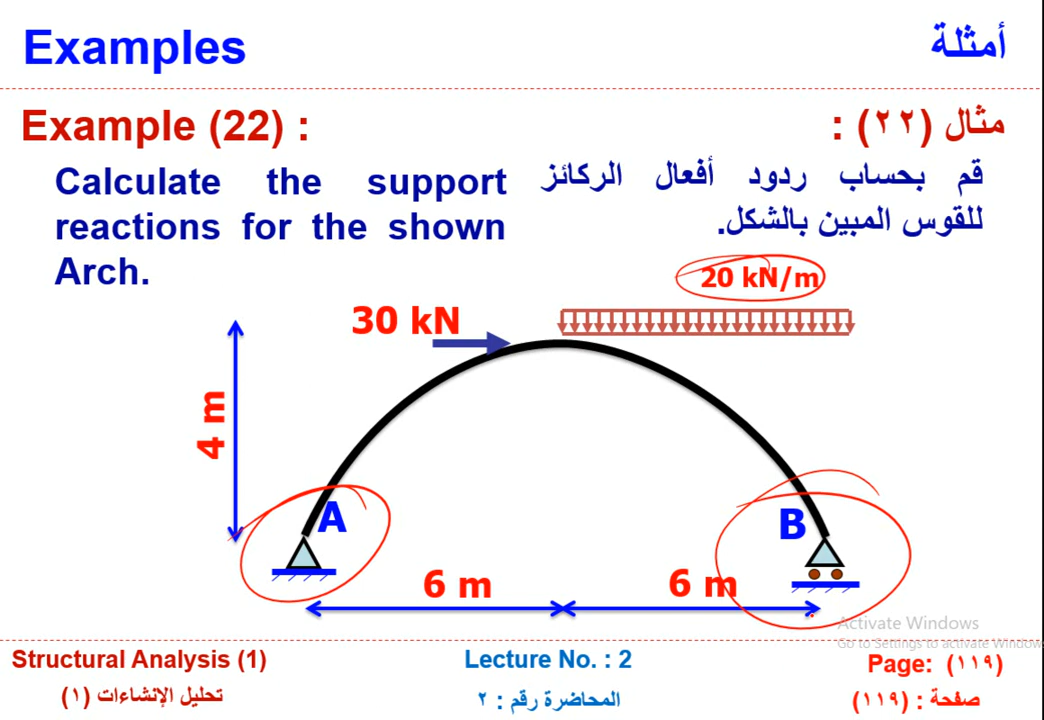 Examples
أمثلة
Example (22) :
مثال (٢٢) :
Calculate the support
reactions for the shown
Arch.
قم بحساب ردود أفعال الركائز
للقوس المبين بالشكل.
20 kN/m
30 kN
4 m
A
B
6 m
6 m
Activate Windows
Go to Settings to activate Window
Structural Analysis (1)
Lecture No. : 2
Page: (١١٩)
تحليل الإنشاءات (١)
المحاضرة رقم : ٢
صفحة : (١١٩)